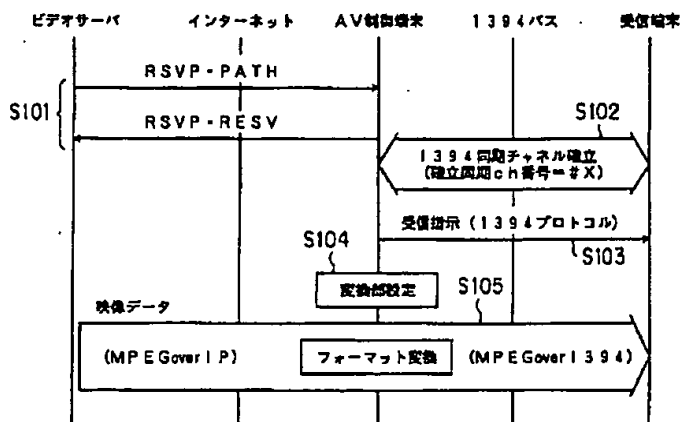 ビデオサーバ インターネット AV制御端末 1394バス 受信端末
RSVP・PATH
S101
RSVP・RESV
S102
1394同期チャネル確立
(確立同期ch番号=#X)
受信指示(1394プロトコル)
S103
S104
変換部設定
S105
映像データ
(MPEGoverIP) フォーマット変換 (MPEGover1394)